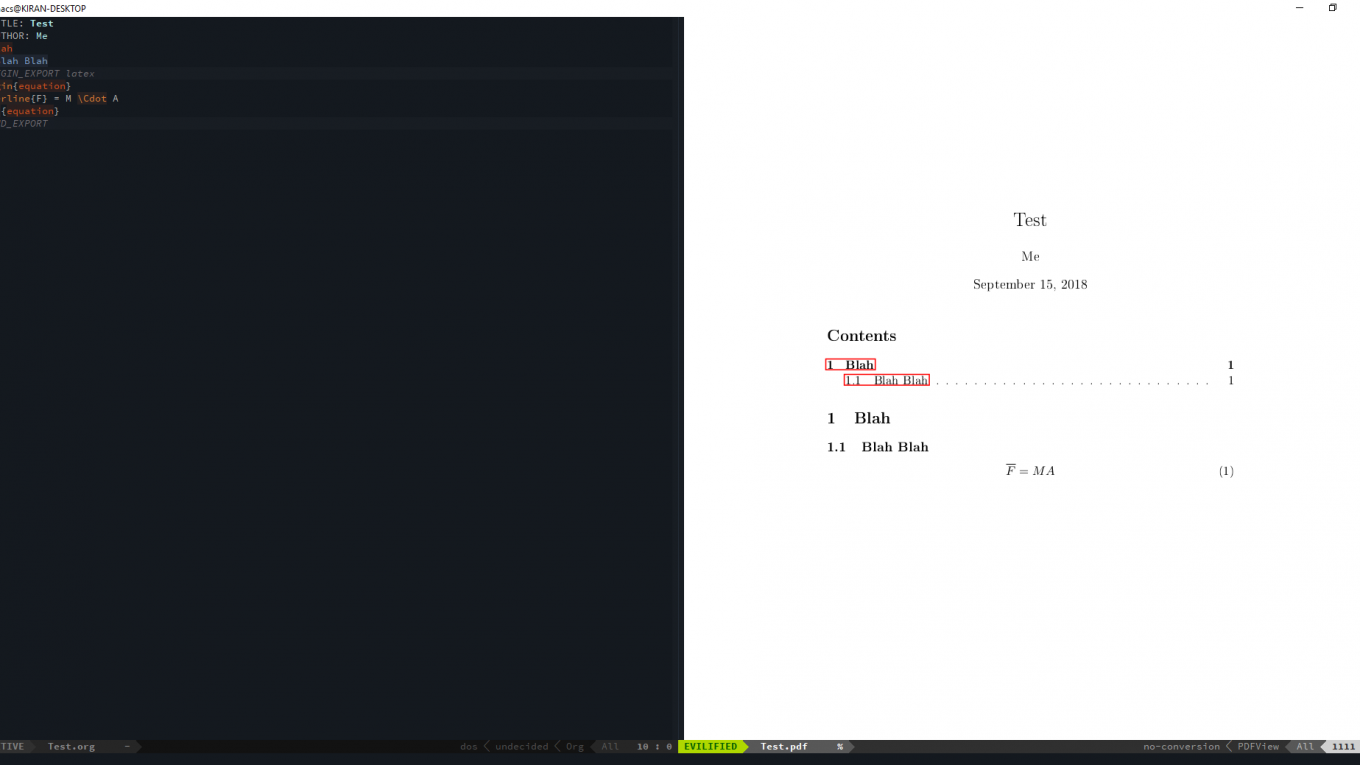 acs@KIRAN-DESKTOP
TLE: Test
THOR: Me
ah
lah Blah
GIN_EXPORT latex
in{equation}
rline{F} = M \Cdot A
{equation}
D_EXPORT
TIVE Test.org - dos undecided Org All 10 : 0
Test
Me
September 15, 2018
Contents
1 Blah 1
1.1 Blah Blah . . . . . . . . . . . . . . . . . . . . . . . . . . . . . 1
1 Blah
1.1 Blah Blah
F̅ = MA (1)
EVILIFIED Test.pdf % no-conversion PDFView All 1111